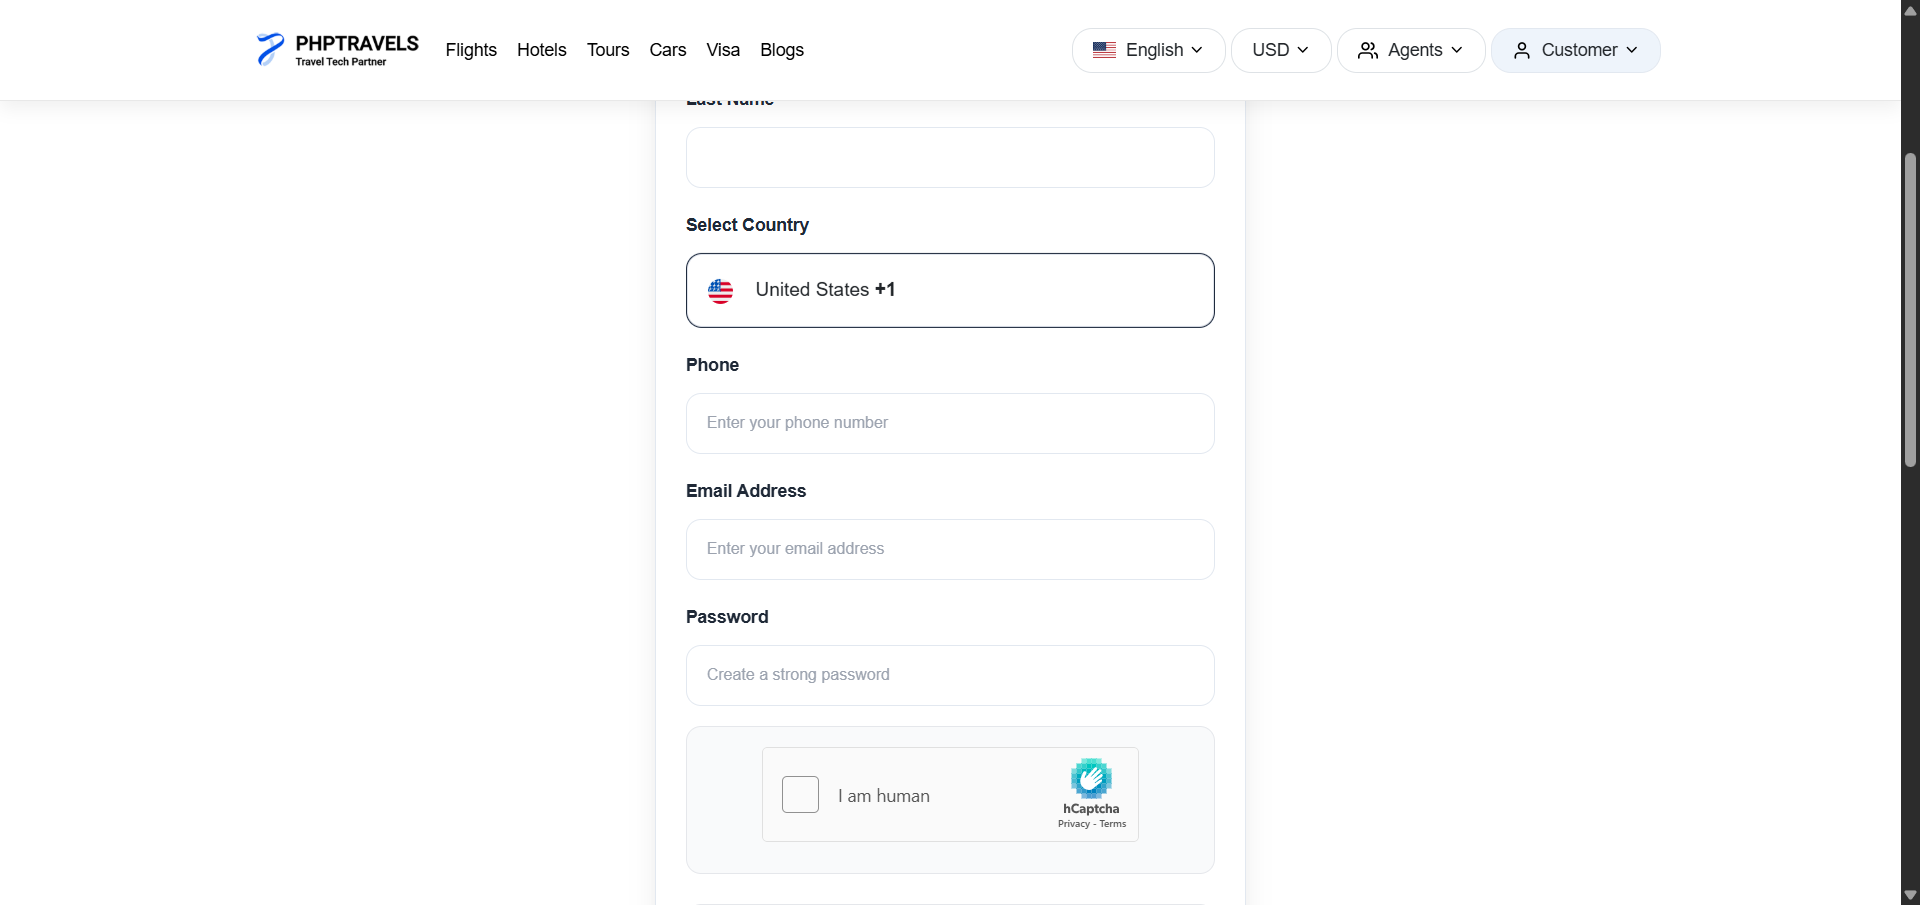 PHPTRAVELS
Travel Tech Partner
Flights Hotels Tours Cars Visa Blogs
English USD Agents Customer
Last Name
Select Country
United States +1
Phone
Enter your phone number
Email Address
Enter your email address
Password
Create a strong password
I am human
hCaptcha
Privacy - Terms